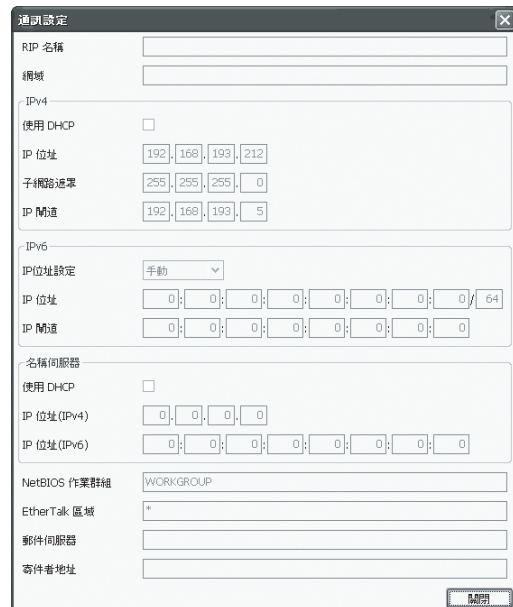 通訊設定
RIP 名稱
網域
IPv4
使用 DHCP
IP 位址 192 . 168 . 193 . 212
子網路遮罩 255 . 255 . 255 . 0
IP 閘道 192 . 168 . 193 . 5
IPv6
IP位址設定 手動
IP 位址 0 : 0 : 0 : 0 : 0 : 0 : 0 : 0 / 64
IP 閘道 0 : 0 : 0 : 0 : 0 : 0 : 0 : 0
名稱伺服器
使用 DHCP
IP 位址(IPv4) 0 . 0 . 0 . 0
IP 位址(IPv6) 0 : 0 : 0 : 0 : 0 : 0 : 0 : 0
NetBIOS 作業群組 WORKGROUP
EtherTalk 區域 *
郵件伺服器
寄件者地址
關閉